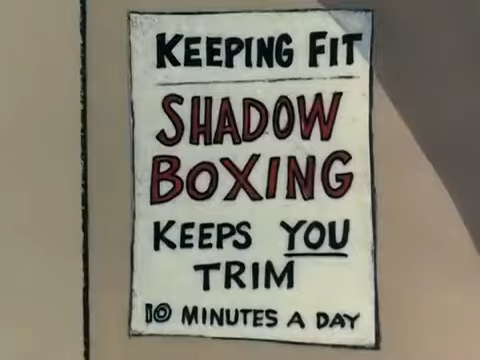 KEEPING FIT
SHADOW
BOXING
KEEPS YOU
TRIM
10 MINUTES A DAY